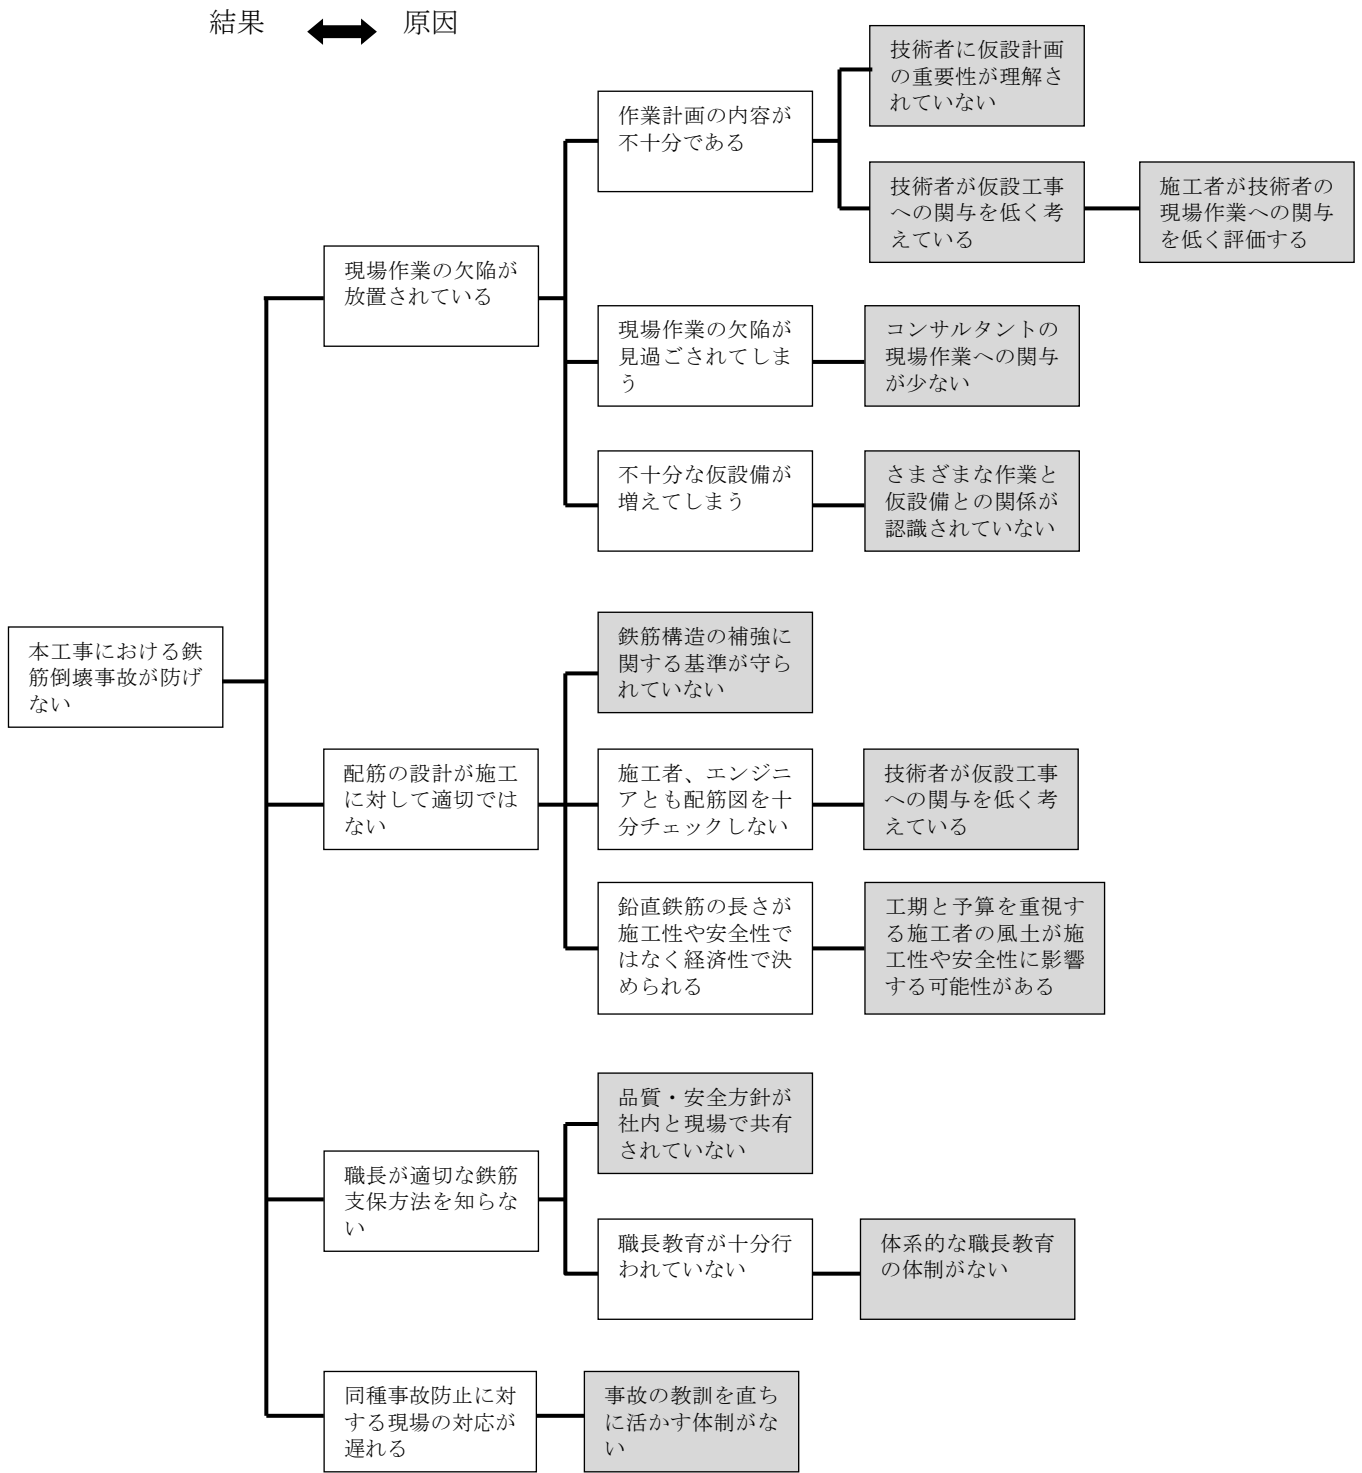 結果 原因
技術者に仮設計画
の重要性が理解さ
れていない
作業計画の内容が
不十分である
技術者が仮設工事
への関与を低く考
えている
施工者が技術者の
現場作業への関与
を低く評価する
現場作業の欠陥が
放置されている
現場作業の欠陥が
見過ごされてしま
う
コンサルタントの
現場作業への関与
が少ない
不十分な仮設備が
増えてしまう
さまざまな作業と
仮設備との関係が
認識されていない
本工事における鉄
筋倒壊事故が防げ
ない
鉄筋構造の補強に
関する基準が守ら
れていない
配筋の設計が施工
に対して適切では
ない
施工者、エンジニ
アとも配筋図を十
分チェックしない
技術者が仮設工事
への関与を低く考
えている
鉛直鉄筋の長さが
施工性や安全性で
はなく経済性で決
められる
工期と予算を重視す
る施工者の風土が施
工性や安全性に影響
する可能性がある
品質・安全方針が
社内と現場で共有
されていない
職長が適切な鉄筋
支保方法を知らな
い
職長教育が十分行
われていない
体系的な職長教育
の体制がない
同種事故防止に対
する現場の対応が
遅れる
事故の教訓を直ち
に活かす体制がな
い